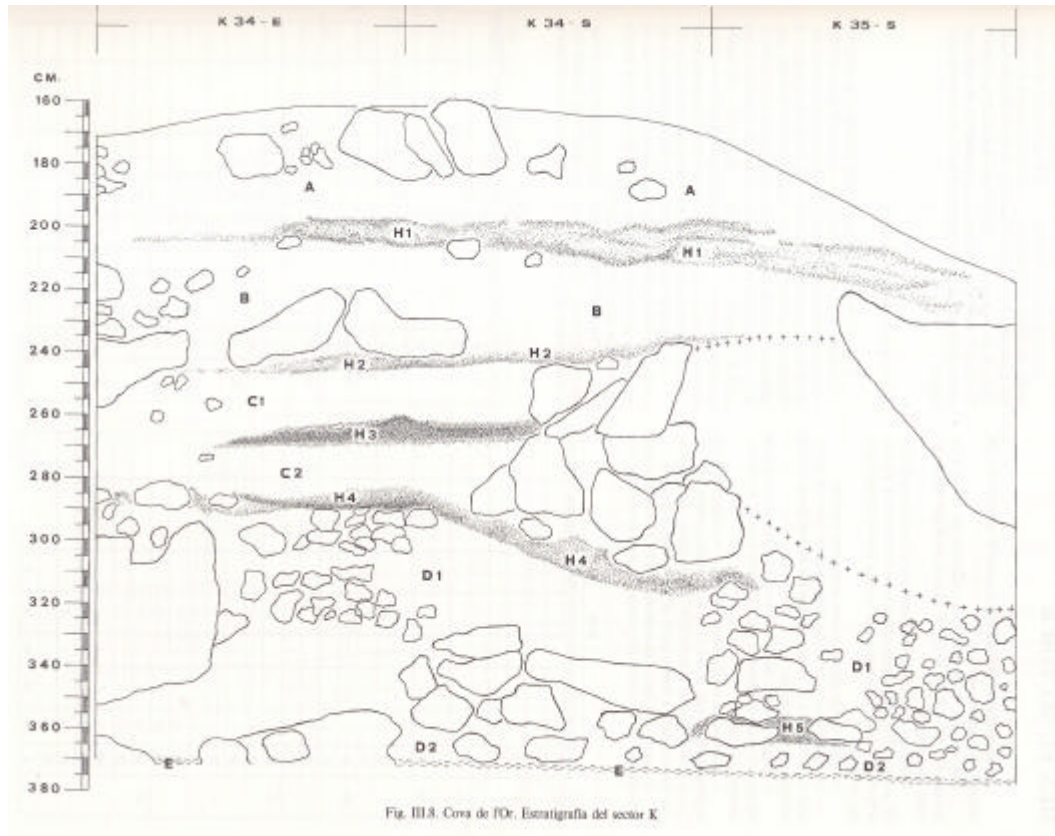 K 34 - E K 34 - S K 35 - S
CM.
160
180
A A
200
H1
H1
220
B
B
240
H2
H2
C1
260
H3
280
C2
H4
300
H4
D1
320
340
D1
H5
360
D2
E
E
D2
380
Fig. III.8. Cova de l'Or. Estratigrafía del sector K